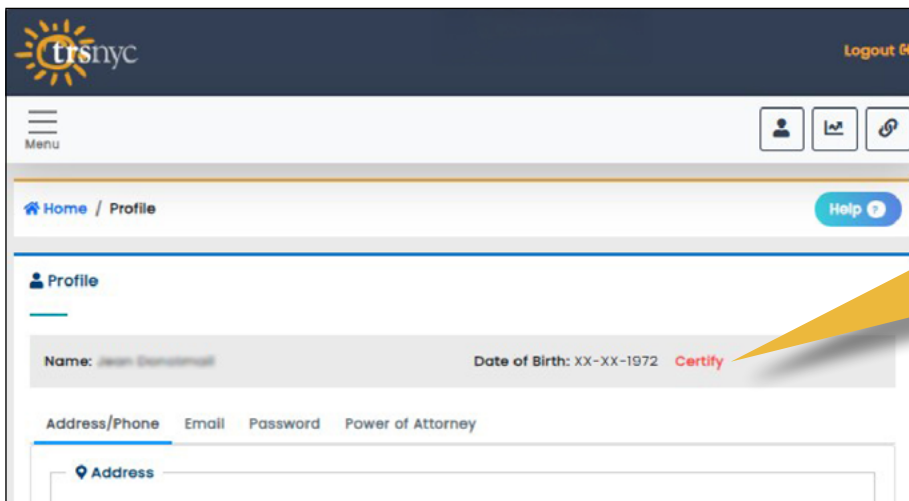 trsnyc
Logout
Menu
Home / Profile
Help ?
Profile
Name:
Date of Birth: XX-XX-1972 Certify
Address/Phone Email Password Power of Attorney
Address